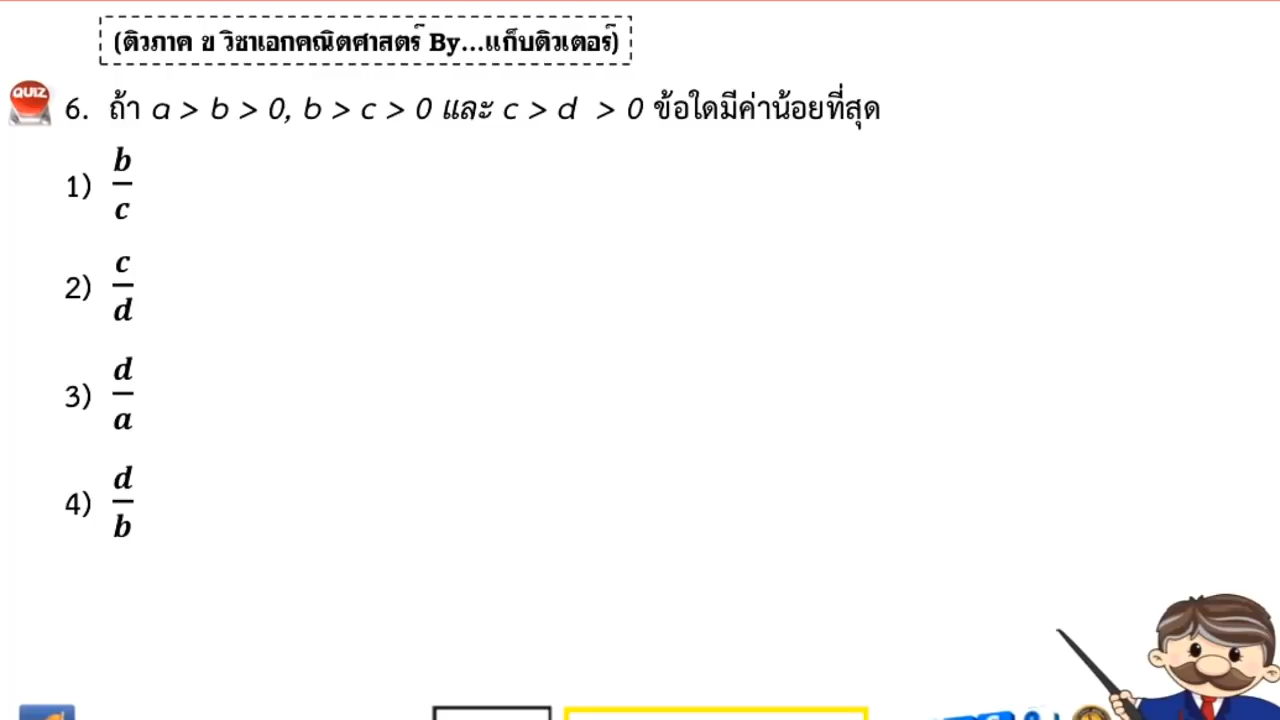 (ติวภาค ข วิชาเอกคณิตศาสตร์ By...แก็บติวเตอร์)
QUIZ
6. ถ้า a > b > 0, b > c > 0 และ c > d > 0 ข้อใดมีค่าน้อยที่สุด
1) b/c
2) c/d
3) d/a
4) d/b